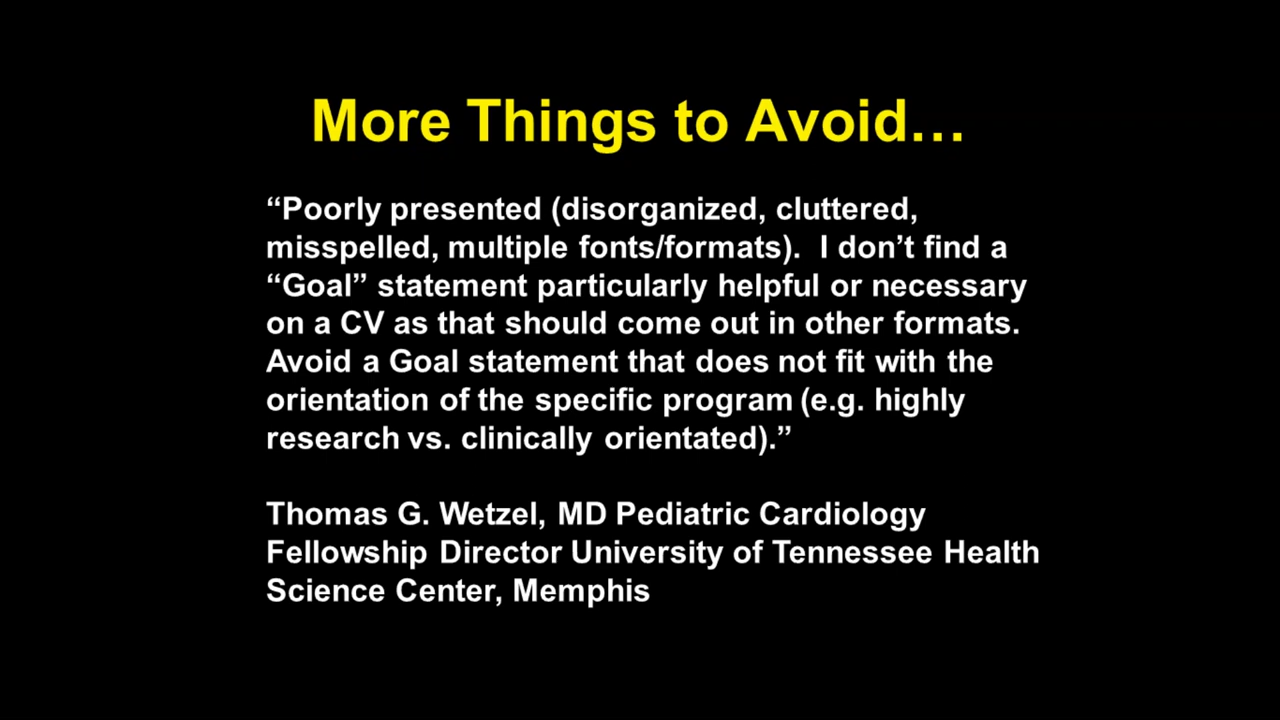 More Things to Avoid…
“Poorly presented (disorganized, cluttered,
misspelled, multiple fonts/formats).  I don’t find a
“Goal” statement particularly helpful or necessary
on a CV as that should come out in other formats.
Avoid a Goal statement that does not fit with the
orientation of the specific program (e.g. highly
research vs. clinically orientated).”
Thomas G. Wetzel, MD Pediatric Cardiology
Fellowship Director University of Tennessee Health
Science Center, Memphis